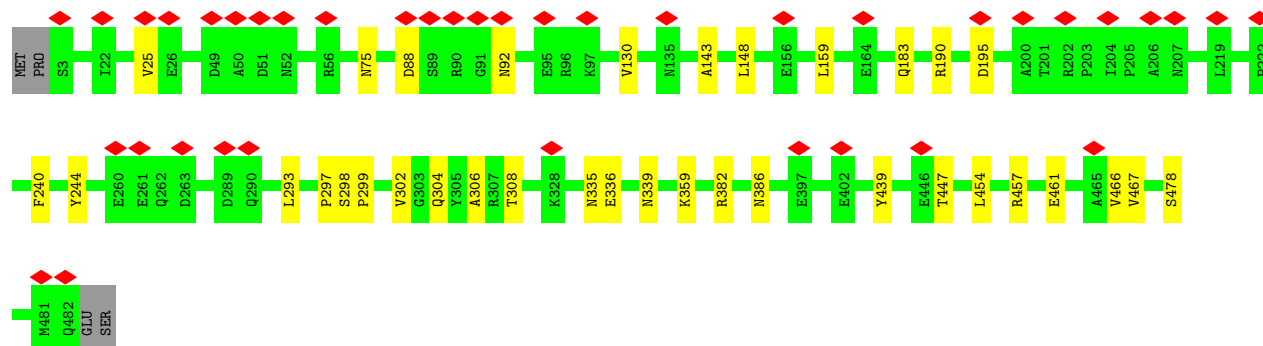 MET PRO S3 I22 V25 E26 D49 A50 D51 N52 R56 N75 D88 S89 R90 G91 N92 E95 R96 K97 V130 N135 A143 L148 E156 L159 E164 Q183 R190 D195 A200 T201 R202 P203 I204 P205 A206 N207 L219
F240 Y244 E260 E261 Q262 D263 D289 Q290 L293 P297 S298 P299 V302 G303 Q304 Y305 A306 R307 T308 K328 N335 E336 N339 K359 R382 N386 E397 E402 Y439 E446 T447 L454 R457 E461 A465 V466 V467 S478
M481 Q482 GLU SER